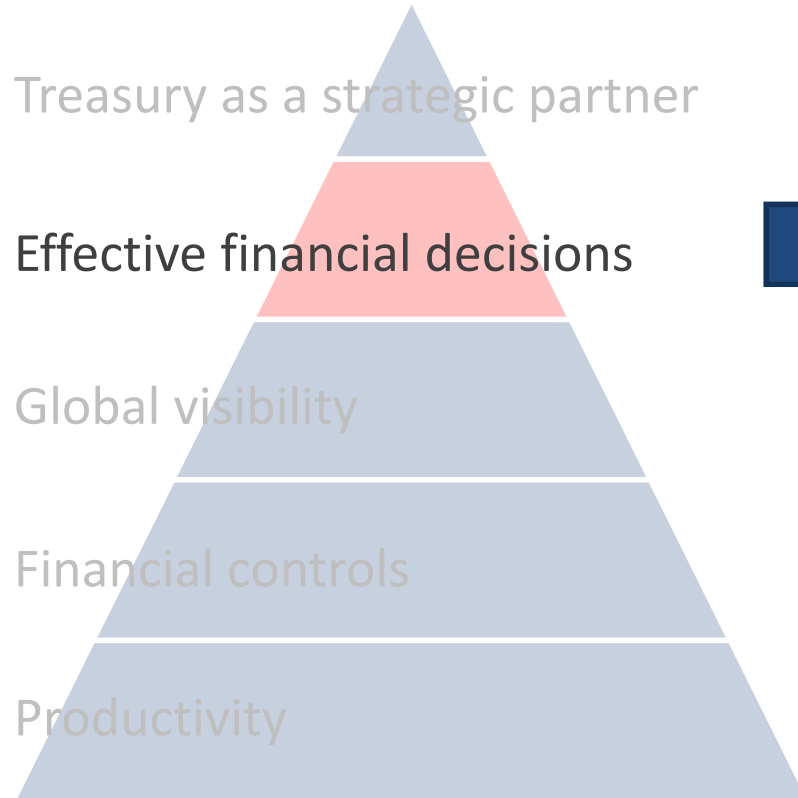 Treasury as a strategic partner
Effective financial decisions
Global visibility
Financial controls
Productivity